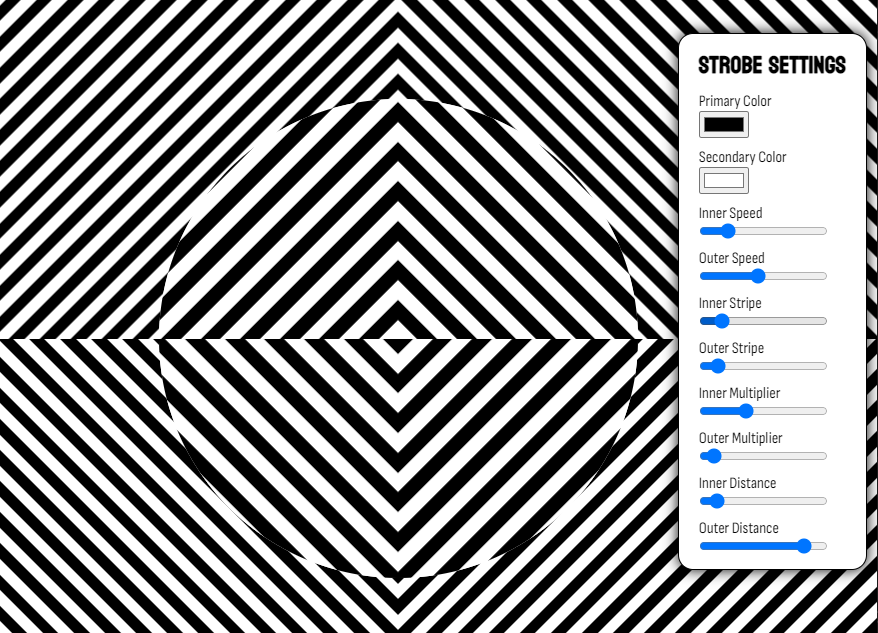 STROBE SETTINGS
Primary Color
Secondary Color
Inner Speed
Outer Speed
Inner Stripe
Outer Stripe
Inner Multiplier
Outer Multiplier
Inner Distance
Outer Distance